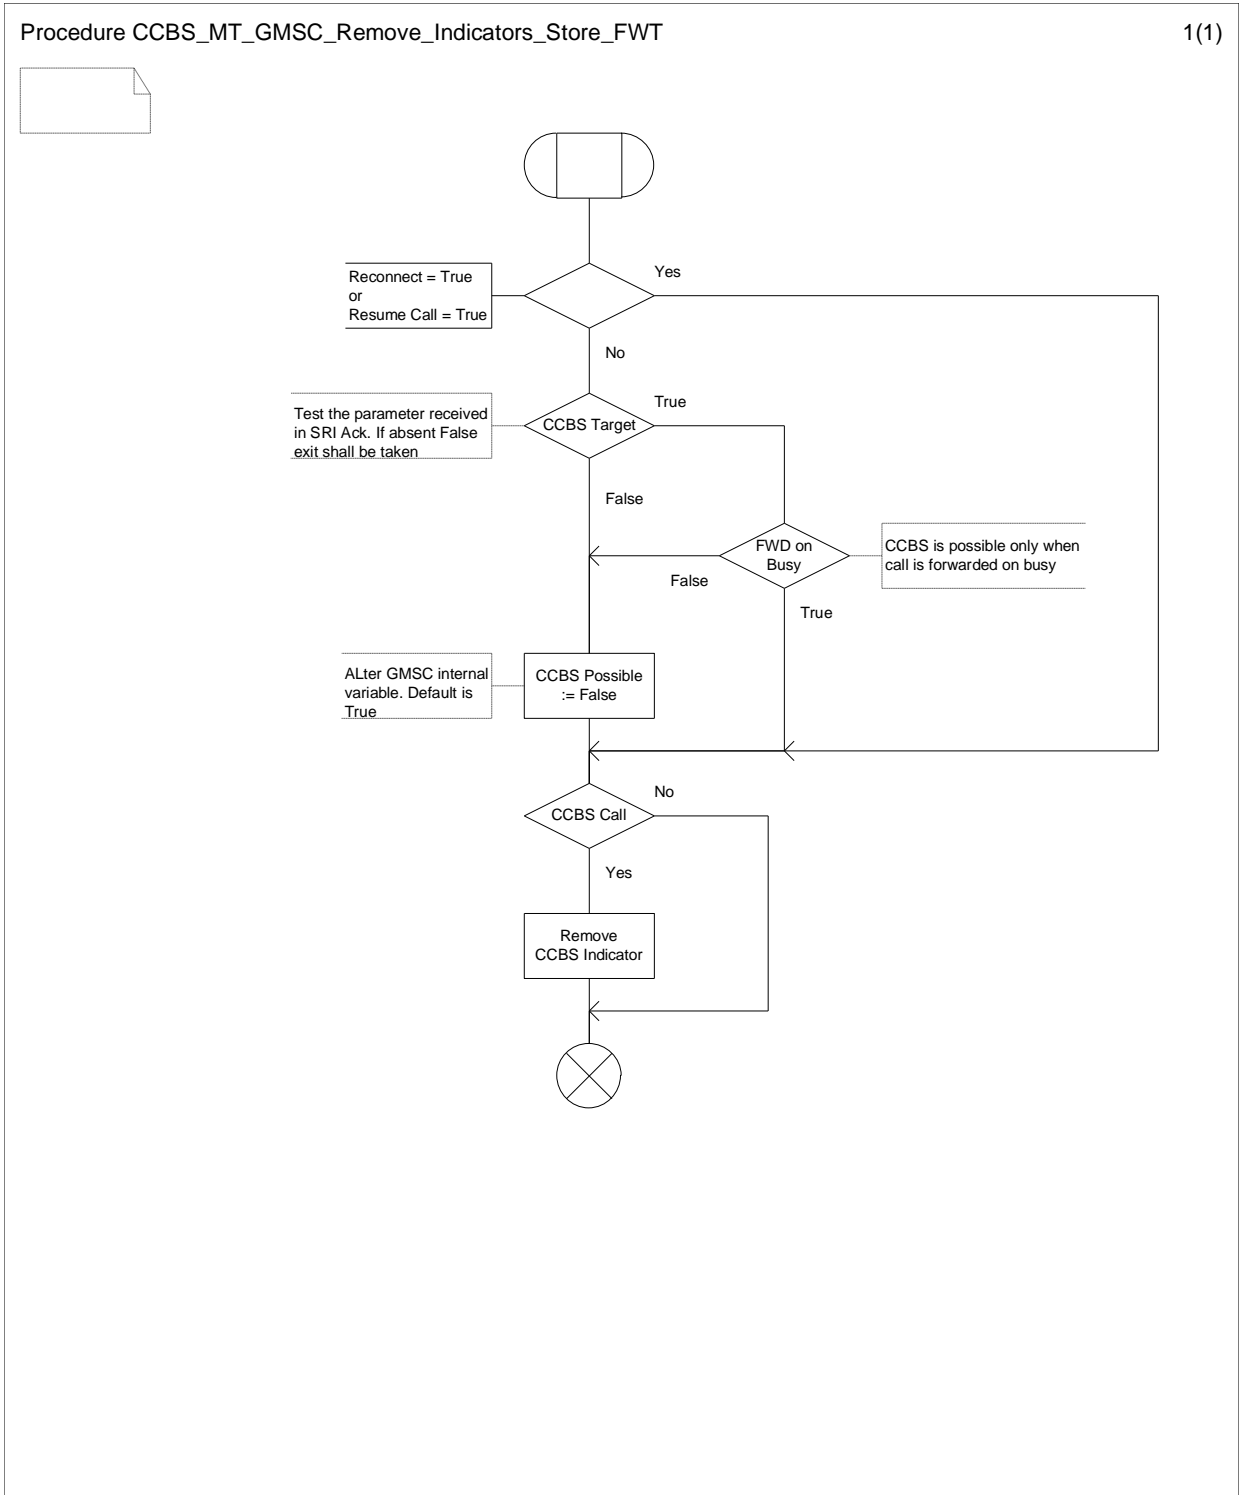 Procedure CCBS_MT_GMSC_Remove_Indicators_Store_FWT
1(1)
Reconnect = True
or
Resume Call = True
Yes
No
Test the parameter received
in SRI Ack. If absent False
exit shall be taken
CCBS Target
True
False
FWD on
Busy
CCBS is possible only when
call is forwarded on busy
False
True
ALter GMSC internal
variable. Default is
True
CCBS Possible
:= False
CCBS Call
No
Yes
Remove
CCBS Indicator